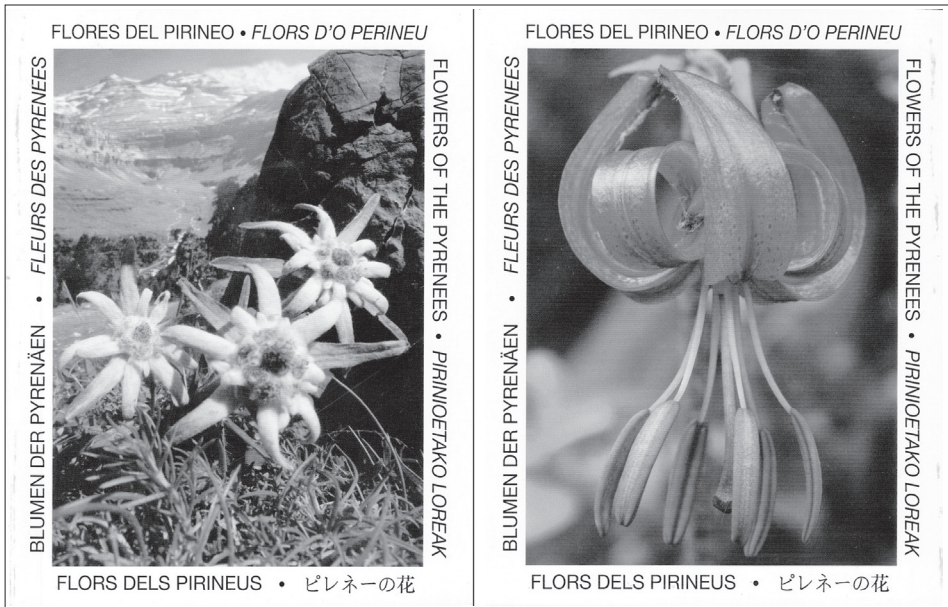 FLORES DEL PIRINEO • FLORS D'O PERINEU
FLOWERS OF THE PYRENEES • PIRINIOETAKO LOREAK
BLUMEN DER PYRENÄEN • FLEURS DES PYRENEES
FLORS DELS PIRINEUS • ピレネーの花
FLORES DEL PIRINEO • FLORS D'O PERINEU
FLOWERS OF THE PYRENEES • PIRINIOETAKO LOREAK
BLUMEN DER PYRENÄEN • FLEURS DES PYRENEES
FLORS DELS PIRINEUS • ピレネーの花